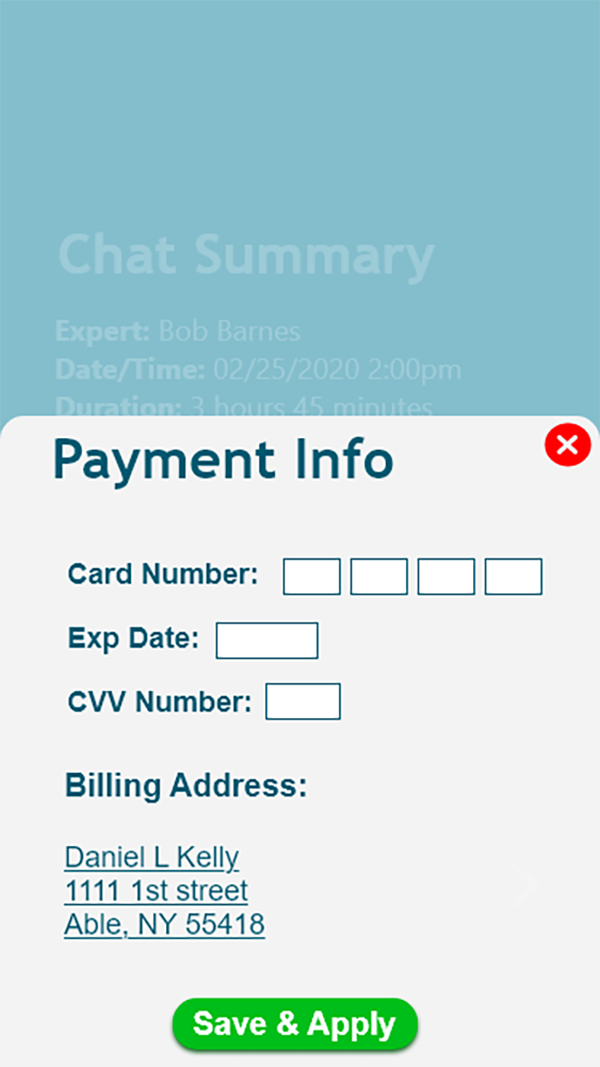 Chat Summary
Expert: Bob Barnes
Date/Time: 02/25/2020 2:00pm
Duration: 3 hours 45 minutes
Payment Info
Card Number:
Exp Date:
CVV Number:
Billing Address:
Daniel L Kelly
1111 1st street
Able, NY 55418
Save & Apply